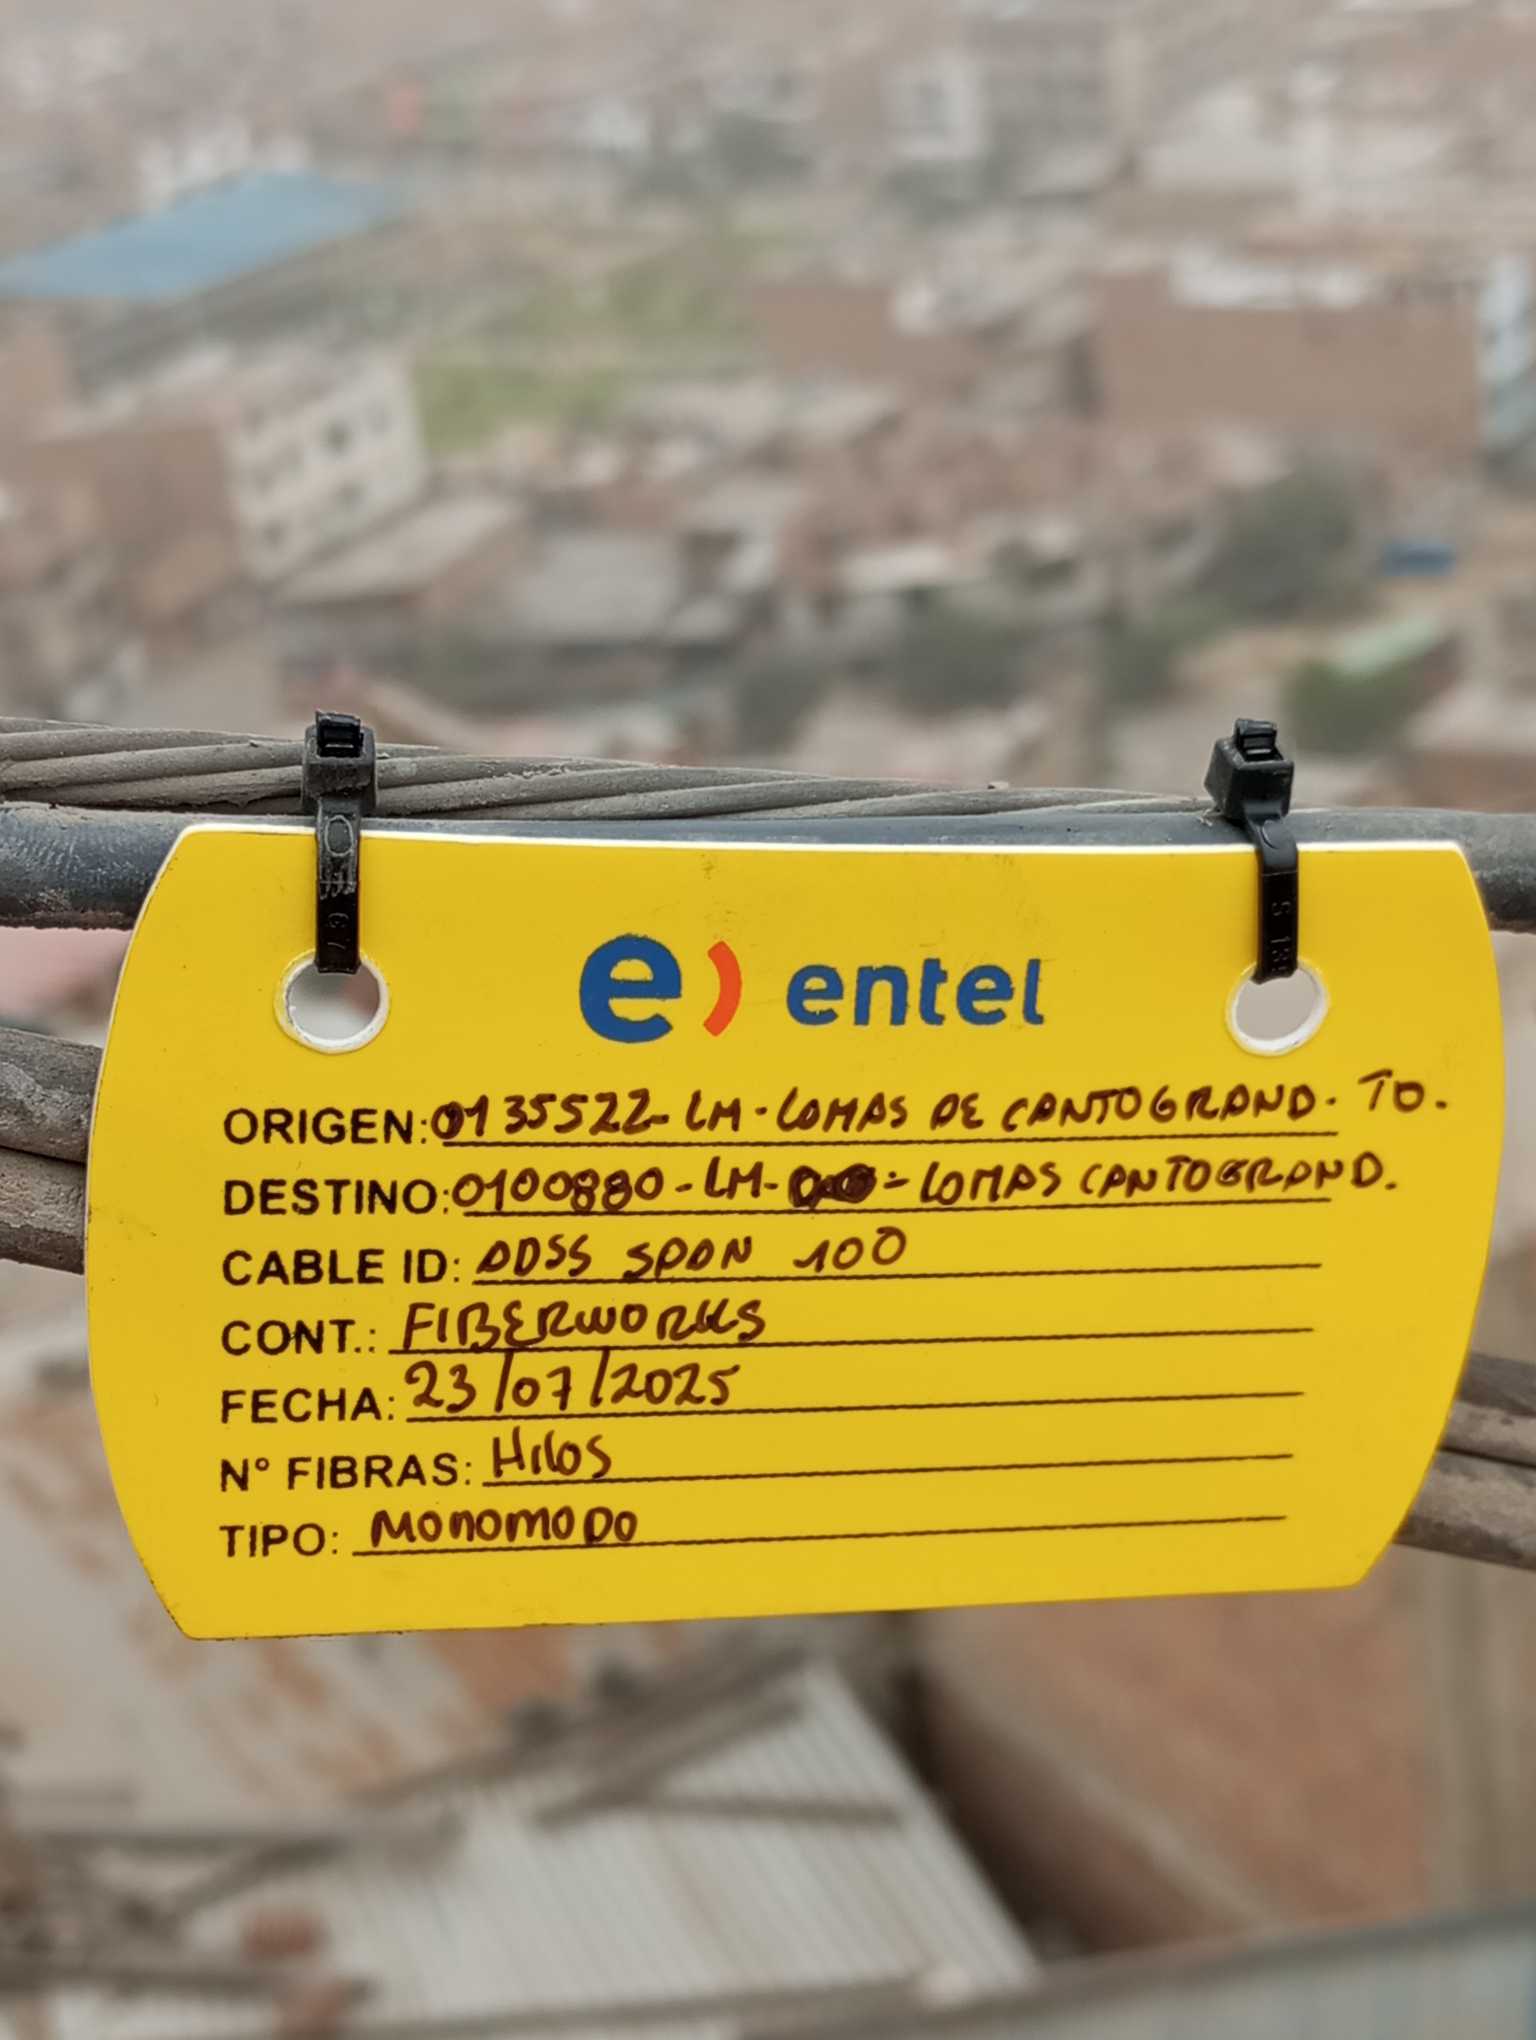 e) entel
ORIGEN: 0135522-LM-LOMAS DE CANTOGRAND. TO.
DESTINO: 0100880-LM- - LOMAS CANTOGRAND.
CABLE ID: ADSS SPAN 100
CONT.: FIBERWORKS
FECHA: 23/07/2025
N° FIBRAS: Hilos
TIPO: MONOMODO